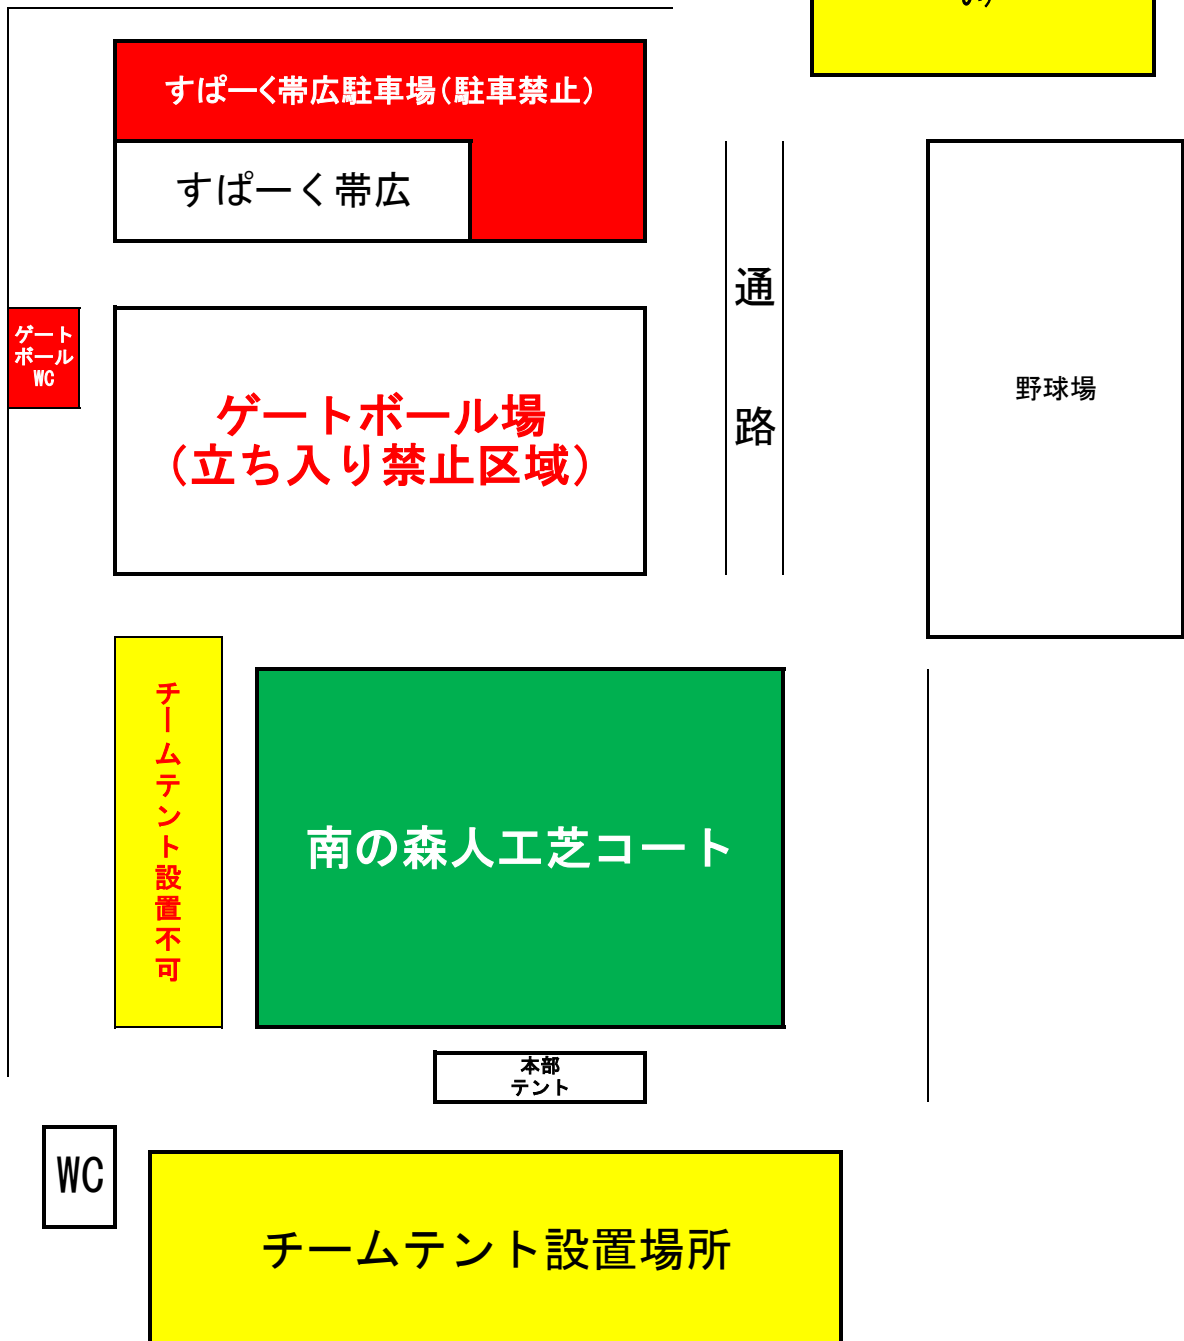 すぱーく帯広駐車場（駐車禁止）
すぱーく帯広
通路
ゲート
ボール
WC
ゲートボール場
（立ち入り禁止区域）
野球場
チームテント設置不可
南の森人工芝コート
本部
テント
WC
チームテント設置場所